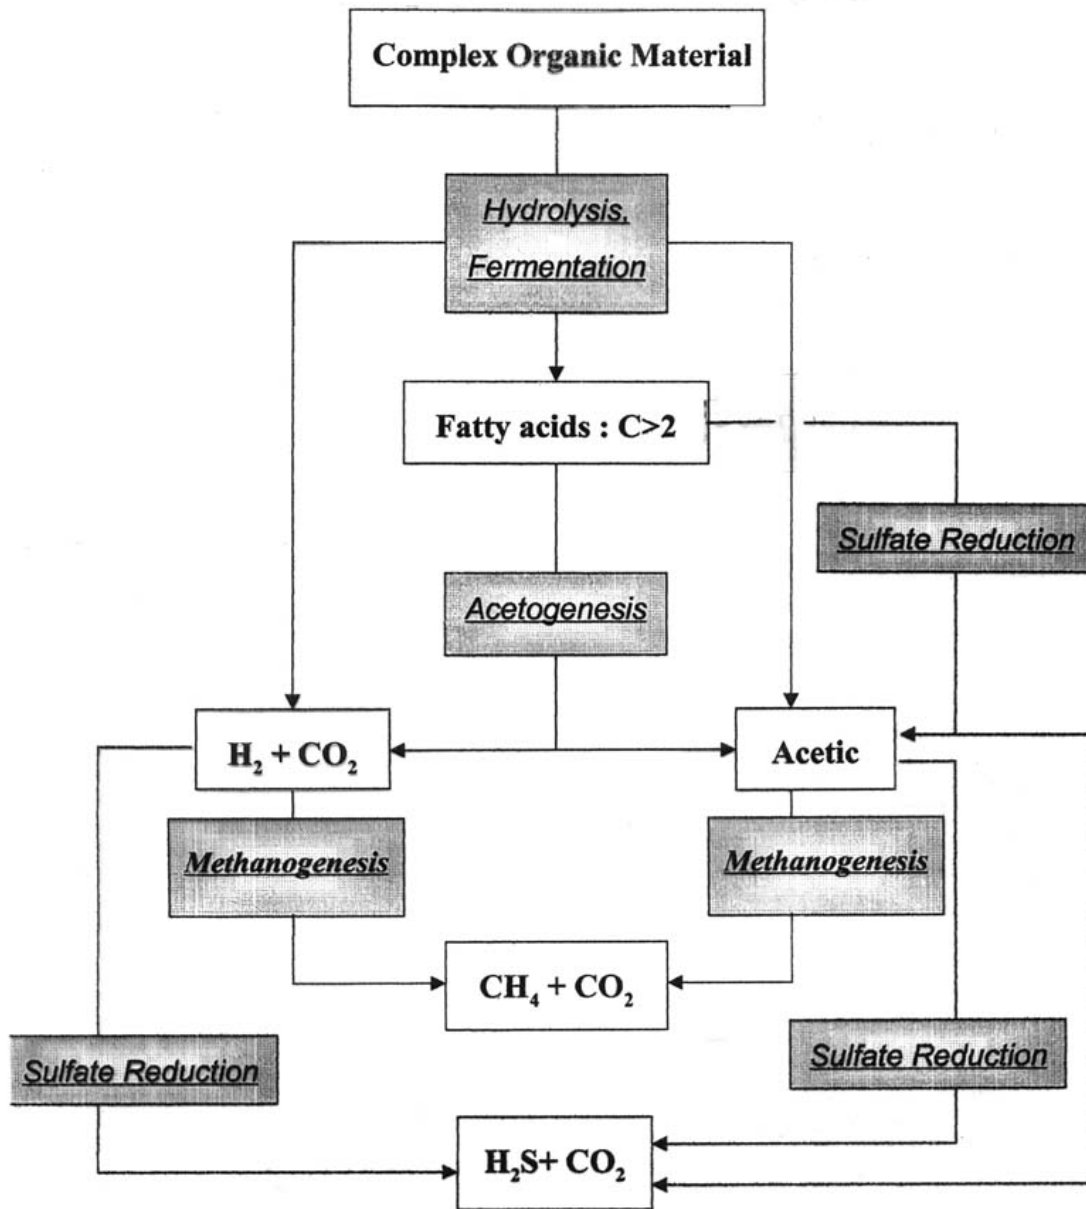 Complex Organic Material
Hydrolysis,
Fermentation
Fatty acids : C>2
Sulfate Reduction
Acetogenesis
H₂ + CO₂
Acetic
Methanogenesis
Methanogenesis
CH₄ + CO₂
Sulfate Reduction
Sulfate Reduction
H₂S+ CO₂